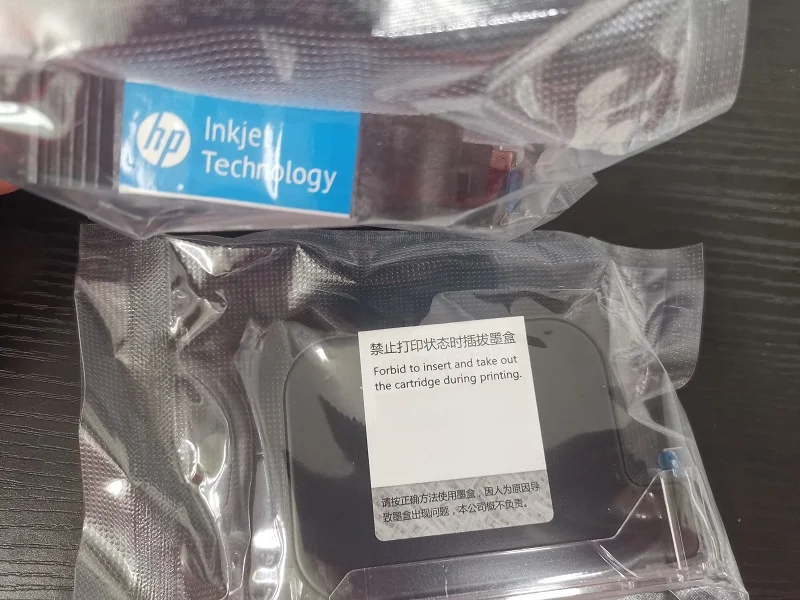 hp
Inkjet
Technology
禁止打印状态时插拔墨盒
Forbid to insert and take out
the cartridge during printing.
请按正确方法使用墨盒，因人为原因导
致墨盒出现问题，本公司概不负责。